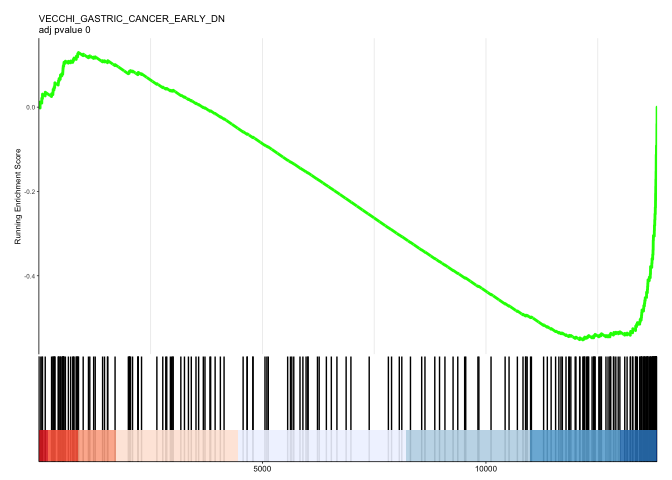 VECCHI_GASTRIC_CANCER_EARLY_DN
adj pvalue 0
Running Enrichment Score
0.0
-0.2
-0.4
5000
10000